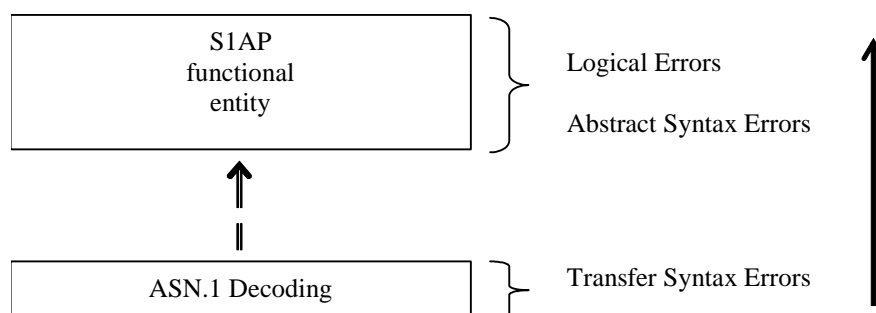 S1AP
functional
entity
Logical Errors
Abstract Syntax Errors
ASN.1 Decoding
Transfer Syntax Errors